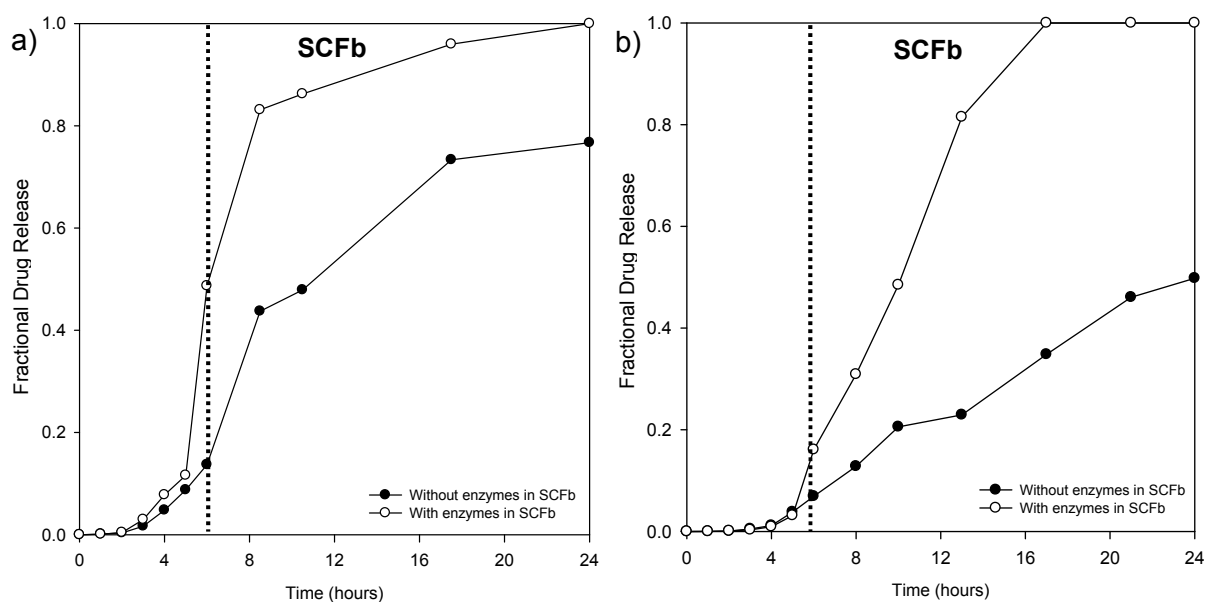 a)
SCFb
Fractional Drug Release
1.0
0.8
0.6
0.4
0.2
0.0
Without enzymes in SCFb
With enzymes in SCFb
0 4 8 12 16 20 24
Time (hours)
b)
SCFb
Fractional Drug Release
1.0
0.8
0.6
0.4
0.2
0.0
Without enzymes in SCFb
With enzymes in SCFb
0 4 8 12 16 20 24
Time (hours)